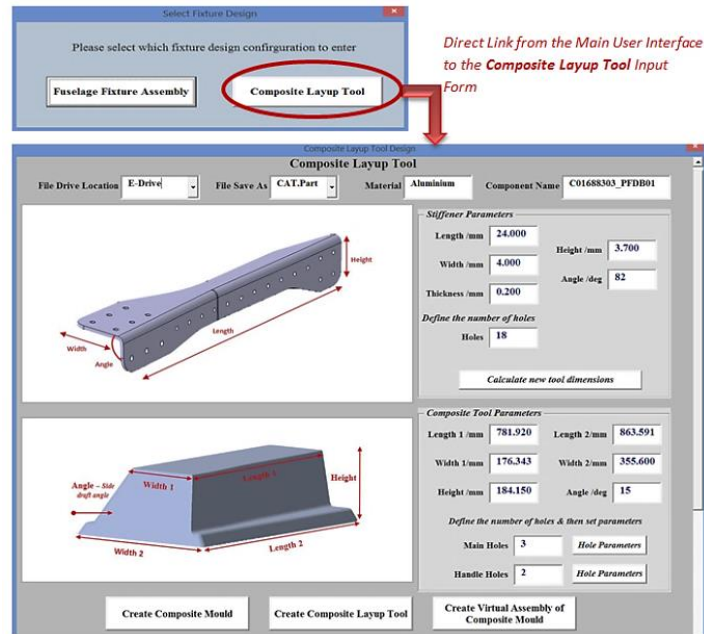 Select Fixture Design
Please select which fixture design confirguration to enter
Fuselage Fixture Assembly
Composite Layup Tool
Direct Link from the Main User Interface
to the Composite Layup Tool Input
Form
Composite Layup Tool Design
Composite Layup Tool
File Drive Location E-Drive File Save As CAT.Part Material Aluminium Component Name C01688303_PFDB01
Height
Length
Width
Angle
Stiffener Parameters
Length /mm 24.000
Height /mm 3.700
Width /mm 4.000
Angle /deg 82
Thickness /mm 0.200
Define the number of holes
Holes 18
Calculate new tool dimensions
Angle – Side
draft angle
Width 1
Length 1
Height
Width 2
Length 2
Composite Tool Parameters
Length 1 /mm 781.920 Length 2/mm 863.591
Width 1/mm 176.343 Width 2/mm 355.600
Height/mm 184.150 Angle /deg 15
Define the number of holes & then set parameters
Main Holes 3 Hole Parameters
Handle Holes 2 Hole Parameters
Create Composite Mould
Create Composite Layup Tool
Create Virtual Assembly of
Composite Mould